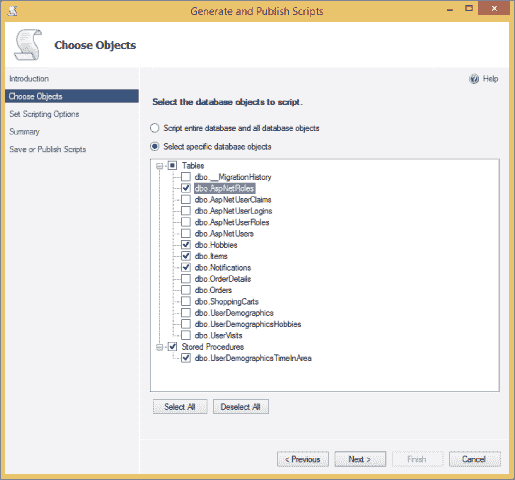 Generate and Publish Scripts
Choose Objects
Help
Introduction
Choose Objects
Set Scripting Options
Summary
Save or Publish Scripts
Select the database objects to script.
Script entire database and all database objects
Select specific database objects
Tables
dbo.__MigrationHistory
dbo.AspNetRoles
dbo.AspNetUserClaims
dbo.AspNetUserLogins
dbo.AspNetUserRoles
dbo.AspNetUsers
dbo.Hobbies
dbo.Items
dbo.Notifications
dbo.OrderDetails
dbo.Orders
dbo.ShoppingCarts
dbo.UserDemographics
dbo.UserDemographicsHobbies
dbo.UserVisits
Stored Procedures
dbo.UserDemographicsTimeInArea
Select All
Deselect All
< Previous
Next >
Finish
Cancel